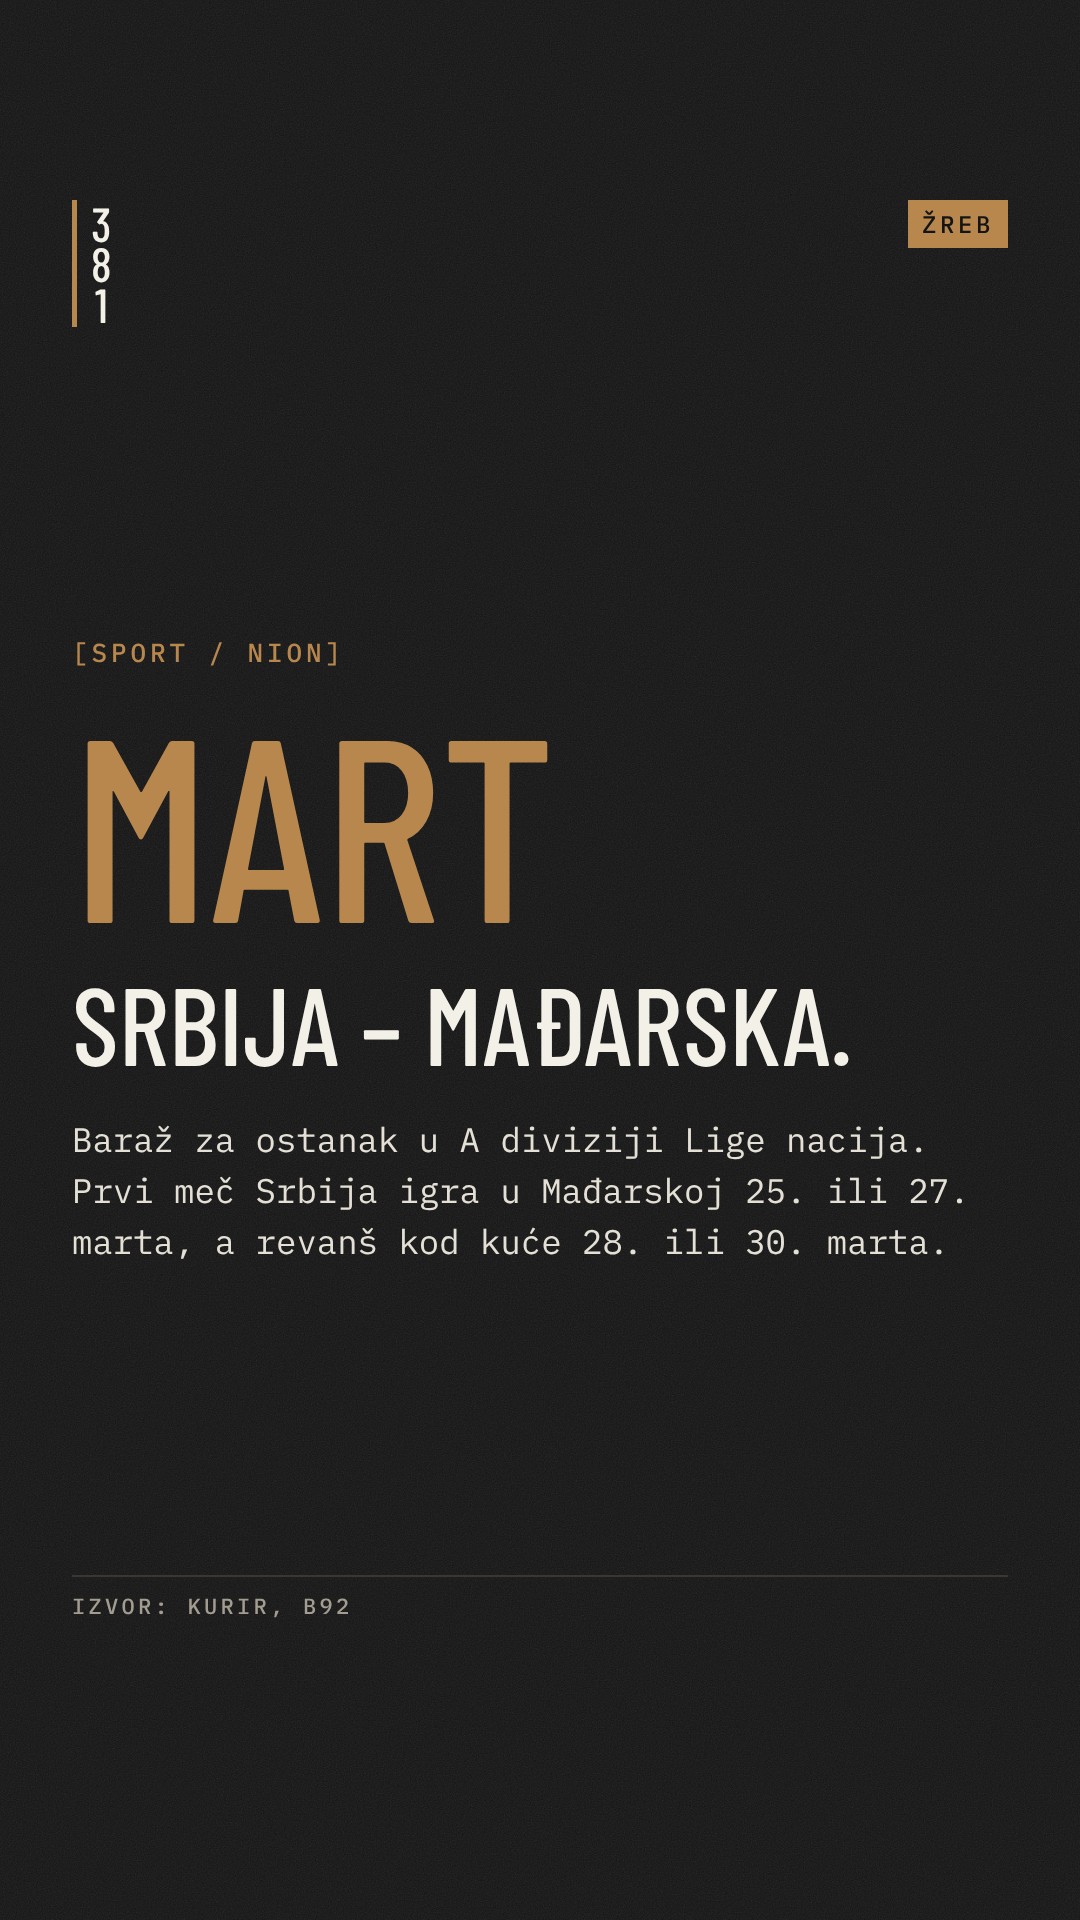 3
8
1
ŽREB
[SPORT / NION]
MART
SRBIJA – MAĐARSKA.
Baraž za ostanak u A diviziji Lige nacija.
Prvi meč Srbija igra u Mađarskoj 25. ili 27.
marta, a revanš kod kuće 28. ili 30. marta.
IZVOR: KURIR, B92